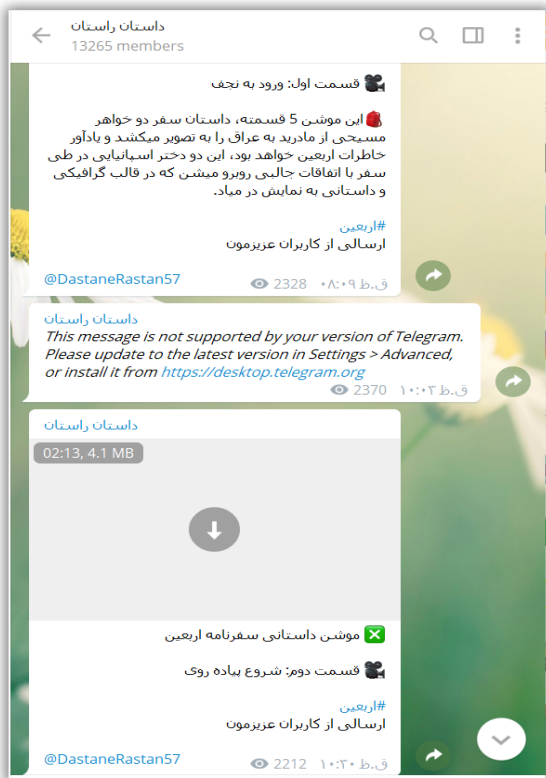 داستان راستان
13265 members
قسمت اول: ورود به نجف
این موشن 5 قسمته، داستان سفر دو خواهر
مسیحی از مادرید به عراق را به تصویر میکشد و یادآور
خاطرات اربعین خواهد بود، این دو دختر اسپانیایی در طی
سفر با اتفاقات جالبی روبرو میشن که در قالب گرافیکی
و داستانی به نمایش در میاد.
#اربعین
ارسالی از کاربران عزیزمون
@DastaneRastan57
2328 ۰۸:۰۹ ق.ظ
داستان راستان
This message is not supported by your version of Telegram.
Please update to the latest version in Settings > Advanced,
or install it from https://desktop.telegram.org
2370 ۱۰:۰۳ ق.ظ
داستان راستان
02:13, 4.1 MB
موشن داستانی سفرنامه اربعین
قسمت دوم: شروع پیاده روی
#اربعین
ارسالی از کاربران عزیزمون
@DastaneRastan57
2212 ۱۰:۳۰ ق.ظ